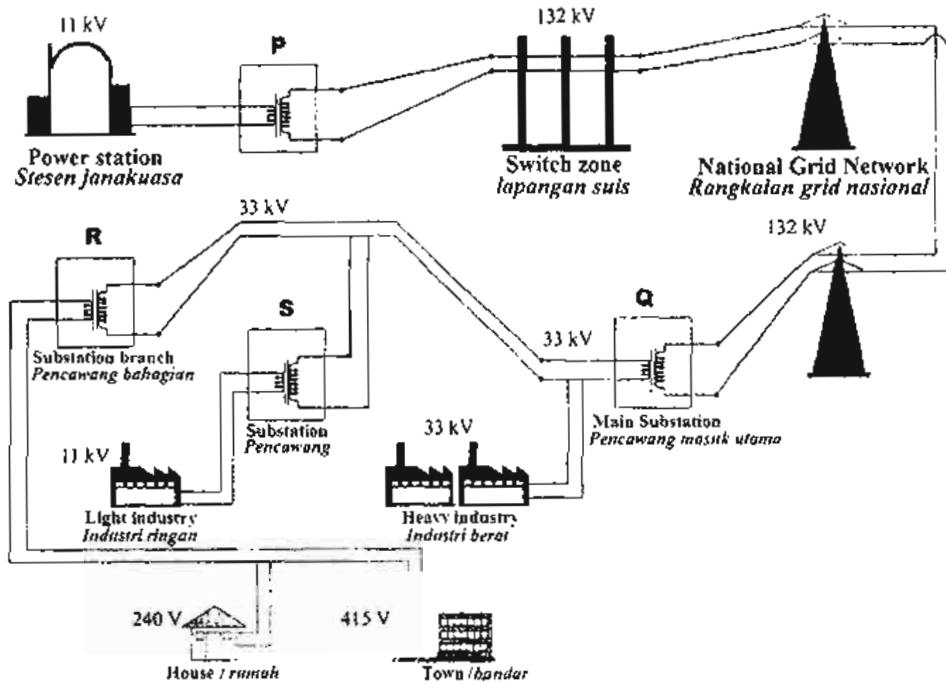 11 kV
P
132 kV
Power station
Stesen janakuasa
Switch zone
lapangan suis
National Grid Network
Rangkaian grid nasional
33 kV
132 kV
R
S
Q
33 kV
Substation branch
Pencawang bahagian
Substation
Pencawang
Main Substation
Pencawang masuk utama
11 kV
33 kV
Light industry
Industri ringan
Heavy industry
Industri berat
240 V
415 V
House / rumah
Town /bandar